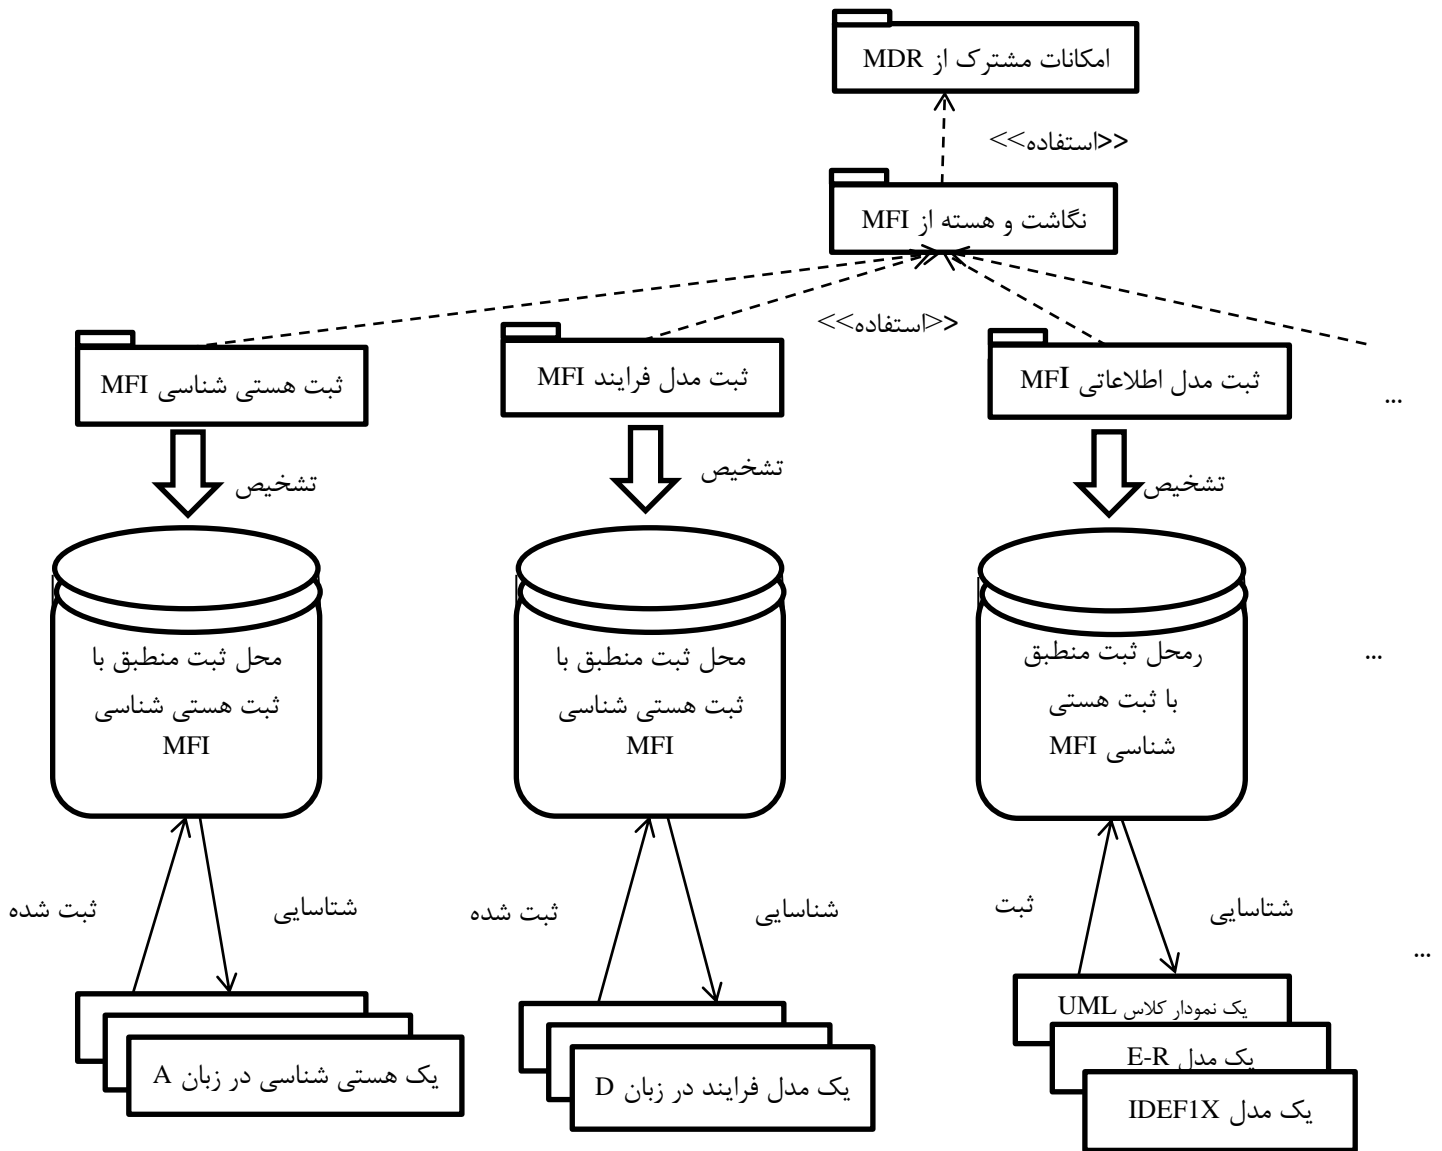 امکانات مشترک از MDR
<<استفاده>>
نگاشت و هسته از MFI
<<استفاده>>
ثبت مدل اطلاعاتی MFI
ثبت مدل فرایند MFI
ثبت هستی شناسی MFI
...
تشخیص
تشخیص
تشخیص
رمحل ثبت منطبق
با ثبت هستی
شناسی MFI
محل ثبت منطبق با
ثبت هستی شناسی
MFI
محل ثبت منطبق با
ثبت هستی شناسی
MFI
...
شتاسایی
ثبت
شناسایی
ثبت شده
شتاسایی
ثبت شده
...
یک نمودار کلاس UML
یک مدل E-R
یک مدل IDEF1X
یک مدل فرایند در زبان D
یک هستی شناسی در زبان A